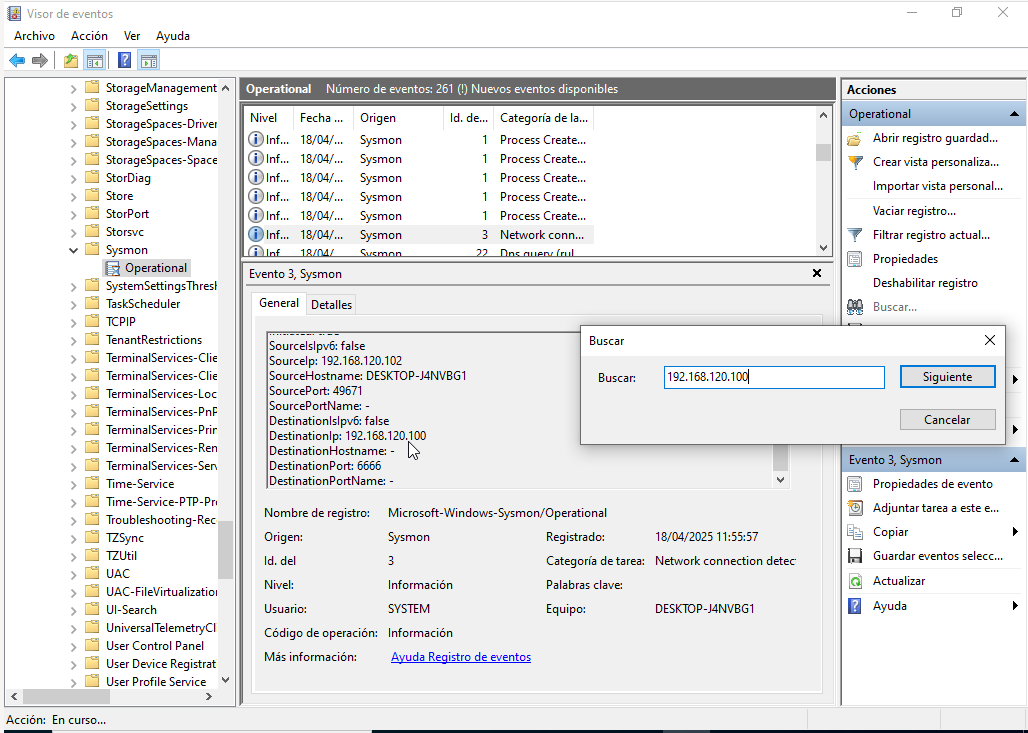 Visor de eventos
Archivo Acción Ver Ayuda
StorageManagement
StorageSettings
StorageSpaces-Driver
StorageSpaces-Mana
StorageSpaces-Space
StorDiag
Store
StorPort
Storsvc
Sysmon
Operational
SystemSettingsThresh
TaskScheduler
TCPIP
TenantRestrictions
TerminalServices-Clie
TerminalServices-Clie
TerminalServices-Loc
TerminalServices-PnP
TerminalServices-Prin
TerminalServices-Ren
TerminalServices-Serv
Time-Service
Time-Service-PTP-Pro
Troubleshooting-Reco
TZSync
TZUtil
UAC
UAC-FileVirtualization
UI-Search
UniversalTelemetryCl
User Control Panel
User Device Registrat
User Profile Service
Operational Número de eventos: 261 (!) Nuevos eventos disponibles
Nivel Fecha ... Origen Id. de... Categoría de la...
Inf... 18/04/... Sysmon 1 Process Create...
Inf... 18/04/... Sysmon 1 Process Create...
Inf... 18/04/... Sysmon 1 Process Create...
Inf... 18/04/... Sysmon 1 Process Create...
Inf... 18/04/... Sysmon 1 Process Create...
Inf... 18/04/... Sysmon 3 Network conn...
Inf... 18/04/... Sysmon 22 Dns query (rul...
Evento 3, Sysmon
General Detalles
Initiated: true
SourceIsIpv6: false
SourceIp: 192.168.120.102
SourceHostname: DESKTOP-J4NVBG1
SourcePort: 49671
SourcePortName: -
DestinationIsIpv6: false
DestinationIp: 192.168.120.100
DestinationHostname: -
DestinationPort: 6666
DestinationPortName: -
Nombre de registro: Microsoft-Windows-Sysmon/Operational
Origen: Sysmon Registrado: 18/04/2025 11:55:57
Id. del 3 Categoría de tarea: Network connection detec
Nivel: Información Palabras clave:
Usuario: SYSTEM Equipo: DESKTOP-J4NVBG1
Código de operación: Información
Más información: Ayuda Registro de eventos
Buscar
Buscar: 192.168.120.100 Siguiente
Cancelar
Acciones
Operational
Abrir registro guardad...
Crear vista personaliza...
Importar vista personal...
Vaciar registro...
Filtrar registro actual...
Propiedades
Deshabilitar registro
Buscar...
Evento 3, Sysmon
Propiedades de evento
Adjuntar tarea a este e...
Copiar
Guardar eventos selecc...
Actualizar
Ayuda
Acción: En curso...